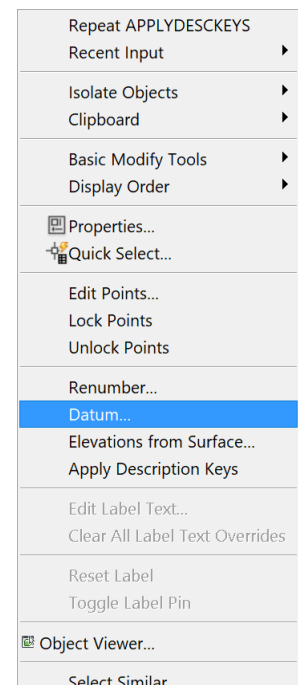 Repeat APPLYDESCKEYS
Recent Input
Isolate Objects
Clipboard
Basic Modify Tools
Display Order
Properties...
Quick Select...
Edit Points...
Lock Points
Unlock Points
Renumber...
Datum...
Elevations from Surface...
Apply Description Keys
Edit Label Text...
Clear All Label Text Overrides
Reset Label
Toggle Label Pin
Object Viewer...
Select Similar